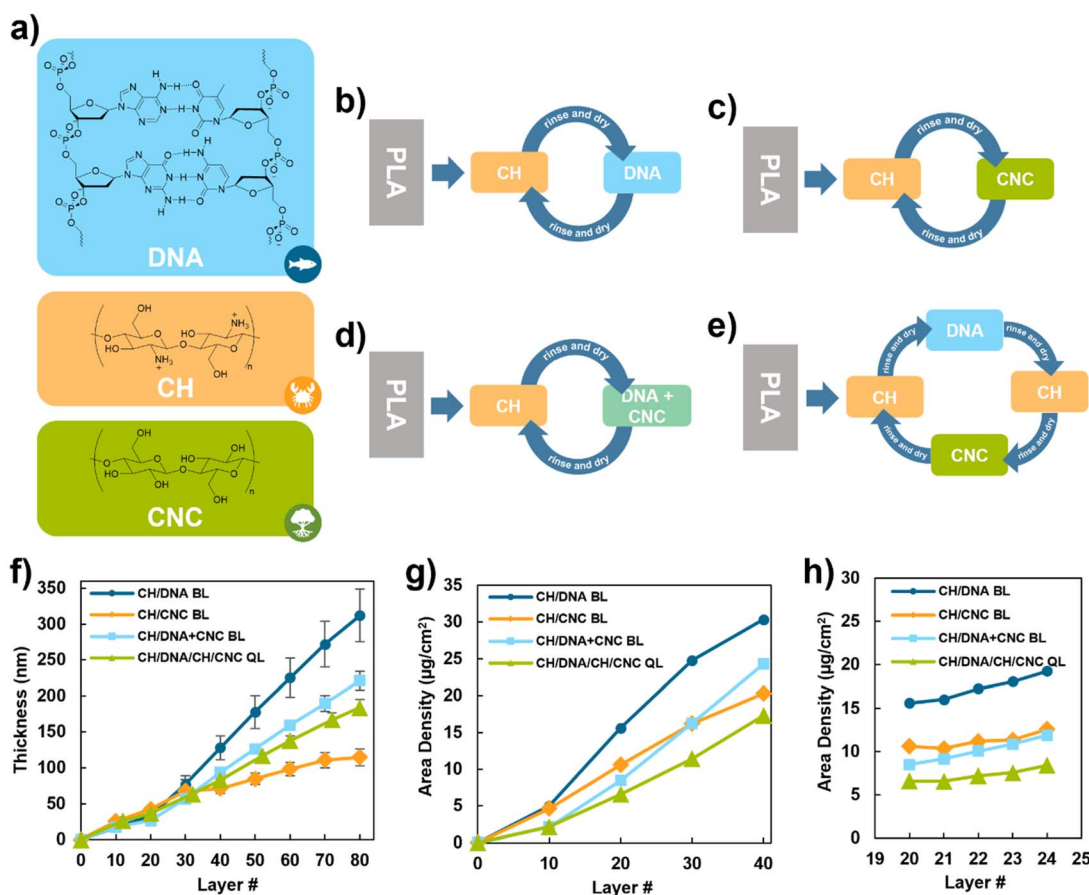 a)
DNA
CH
CNC
b)
PLA
CH
rinse and dry
DNA
rinse and dry
c)
PLA
CH
rinse and dry
CNC
rinse and dry
d)
PLA
CH
rinse and dry
DNA +
CNC
rinse and dry
e)
PLA
CH
rinse and dry
DNA
rinse and dry
CH
rinse and dry
CNC
rinse and dry
f)
CH/DNA BL
CH/CNC BL
CH/DNA+CNC BL
CH/DNA/CH/CNC QL
Thickness (nm)
350
300
250
200
150
100
50
0
0 10 20 30 40 50 60 70 80
Layer #
g)
CH/DNA BL
CH/CNC BL
CH/DNA+CNC BL
CH/DNA/CH/CNC QL
Area Density (µg/cm²)
35
30
25
20
15
10
5
0
0 10 20 30 40
Layer #
h)
CH/DNA BL
CH/CNC BL
CH/DNA+CNC BL
CH/DNA/CH/CNC QL
Area Density (µg/cm²)
30
25
20
15
10
5
0
19 20 21 22 23 24 25
Layer #